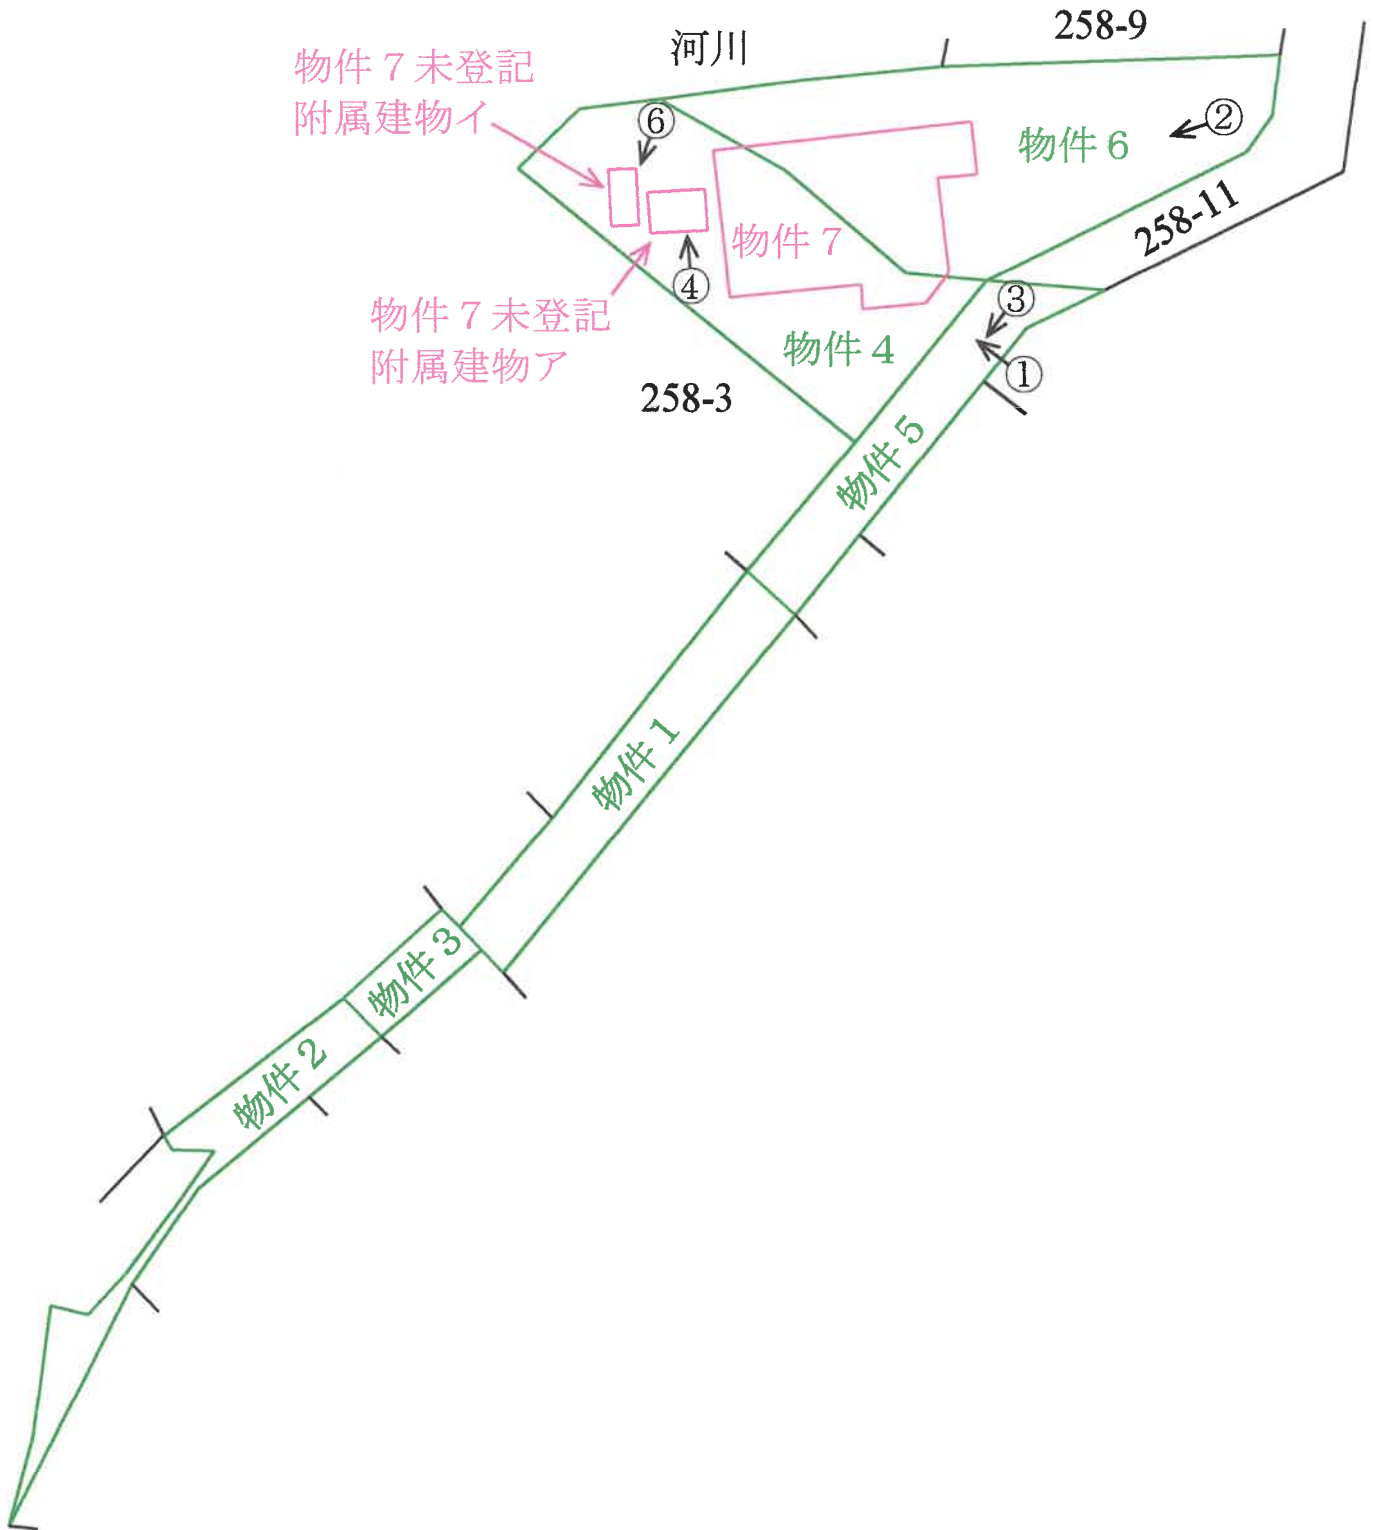 258-9
河川
物件7未登記
附属建物イ
⑥
②
物件6
258-11
物件7
④
③
物件7未登記
附属建物ア
物件4
①
258-3
物件5
物件1
物件3
物件2